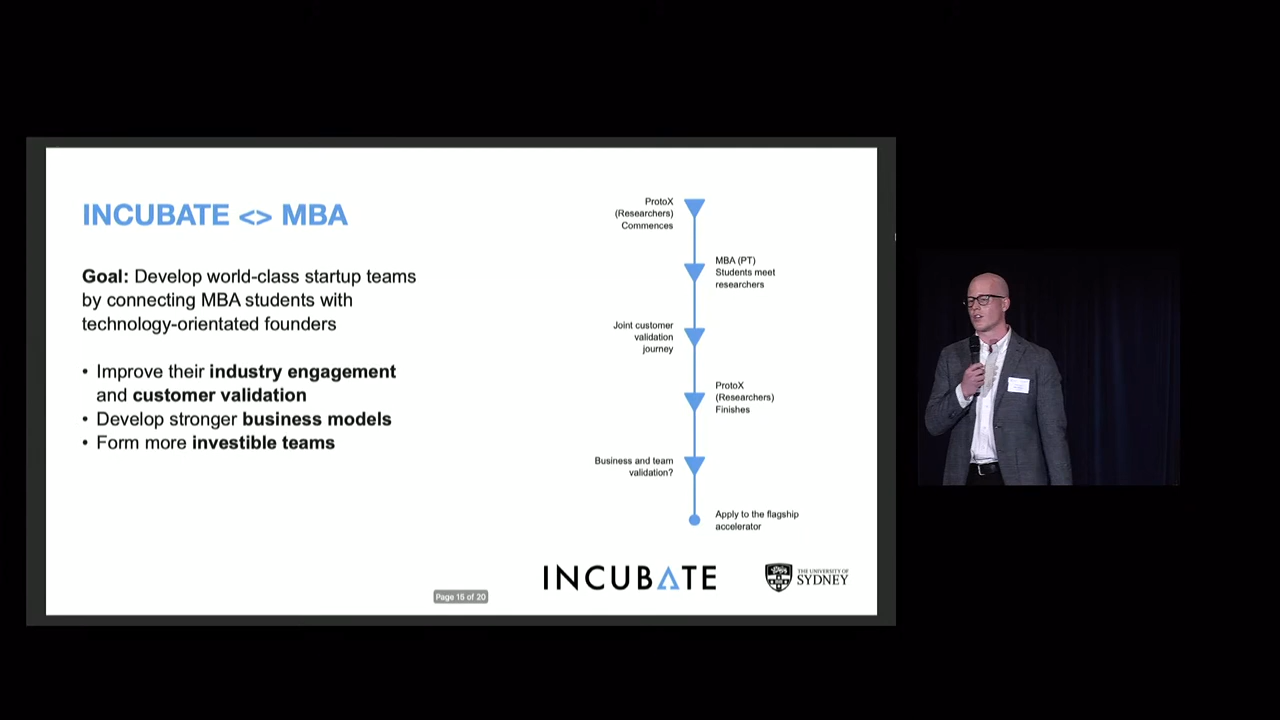 INCUBATE <> MBA
Goal: Develop world-class startup teams
by connecting MBA students with
technology-orientated founders
• Improve their industry engagement
and customer validation
• Develop stronger business models
• Form more investible teams
ProtoX
(Researchers)
Commences
MBA (PT)
Students meet
researchers
Joint customer
validation
journey
ProtoX
(Researchers)
Finishes
Business and team
validation?
Apply to the flagship
accelerator
INCUBATE
THE UNIVERSITY OF
SYDNEY
Page 15 of 20